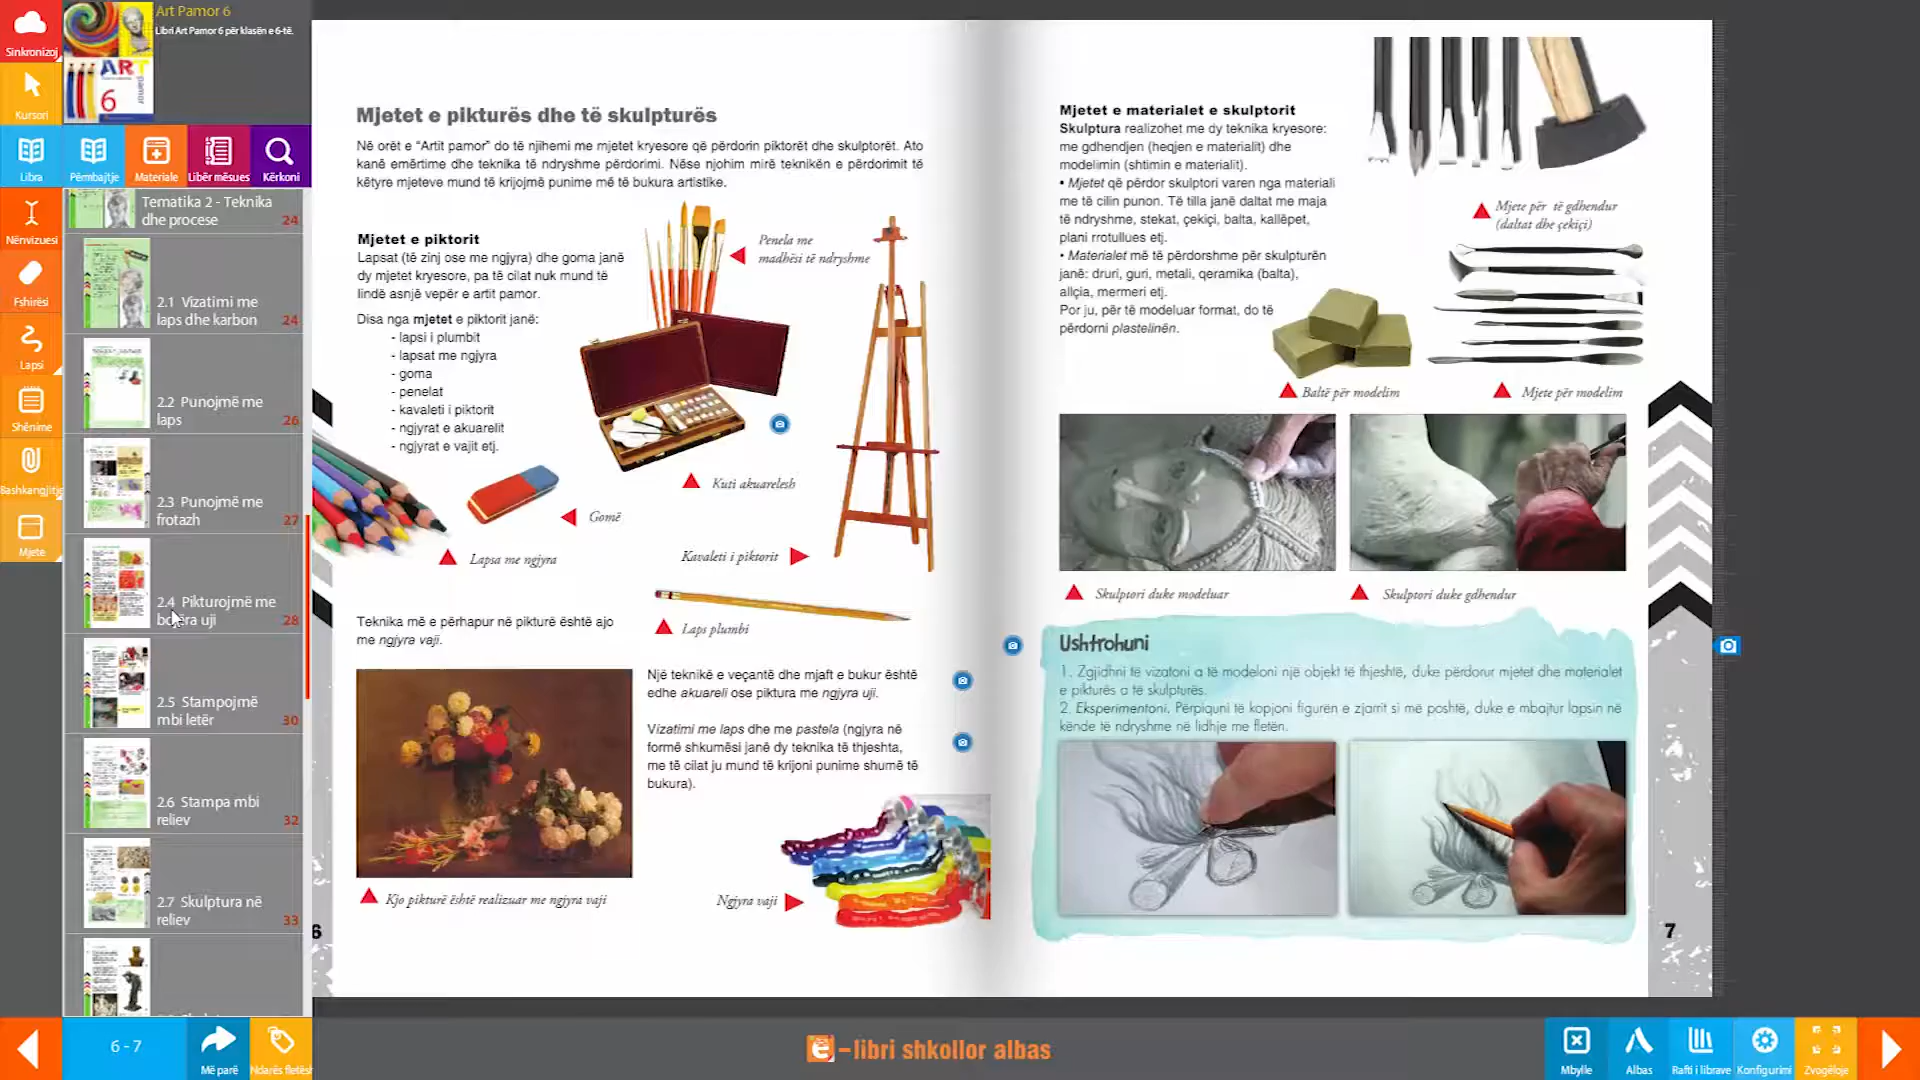 Sinkronizoj
Art Pamor 6
Libri Art Pamor 6 për klasën e 6-të.
ART
6
pamor
Kursori
Libra
Përmbajtje
Materiale
Libër mësues
Kërkoni
Nënvizuesi
Fshirësi
Lapsi
Shënime
Bashkangjitje
Mjete
Tematika 2 - Teknika
dhe procese
24
2.1 Vizatimi me
laps dhe karbon
24
2.2 Punojmë me
laps
26
2.3 Punojmë me
frotazh
27
2.4 Pikturojmë me
bojëra uji
28
2.5 Stampojmë
mbi letër
30
2.6 Stampa mbi
reliev
32
2.7 Skulptura në
reliev
33
Mjetet e pikturës dhe të skulpturës
Në orët e “Artit pamor” do të njihemi me mjetet kryesore që përdorin piktorët dhe skulptorët. Ato
kanë emërtime dhe teknika të ndryshme përdorimi. Nëse njohim mirë teknikën e përdorimit të
këtyre mjeteve mund të krijojmë punime më të bukura artistike.
Mjetet e piktorit
Lapsat (të zinj ose me ngjyra) dhe goma janë
dy mjetet kryesore, pa të cilat nuk mund të
lindë asnjë vepër e artit pamor.
Disa nga mjetet e piktorit janë:
- lapsi i plumbit
- lapsat me ngjyra
- goma
- penelat
- kavaleti i piktorit
- ngjyrat e akuarelit
- ngjyrat e vajit etj.
Penela me
madhësi të ndryshme
Kuti akuarelesh
Gomë
Lapsa me ngjyra
Kavaleti i piktorit
Laps plumbi
Teknika më e përhapur në pikturë është ajo
me ngjyra vaji.
Një teknikë e veçantë dhe mjaft e bukur është
edhe akuareli ose piktura me ngjyra uji.
Vizatimi me laps dhe me pastela (ngjyra në
formë shkumësi janë dy teknika të thjeshta,
me të cilat ju mund të krijoni punime shumë të
bukura).
Kjo pikturë është realizuar me ngjyra vaji
Ngjyra vaji
6
Mjetet e materialet e skulptorit
Skulptura realizohet me dy teknika kryesore:
me gdhendjen (heqjen e materialit) dhe
modelimin (shtimin e materialit).
• Mjetet që përdor skulptori varen nga materiali
me të cilin punon. Të tilla janë daltat me maja
të ndryshme, stekat, çekiçi, balta, kallëpet,
plani rrotullues etj.
• Materialet më të përdorshme për skulpturën
janë: druri, guri, metali, qeramika (balta),
allçia, mermeri etj.
Por ju, për të modeluar format, do të
përdorni plastelinën.
Mjete për të gdhendur
(daltat dhe çekiçi)
Baltë për modelim
Mjete për modelim
Skulptori duke modeluar
Skulptori duke gdhendur
Ushtrohuni
1. Zgjidhni të vizatoni a të modeloni një objekt të thjeshtë, duke përdorur mjetet dhe materialet
e pikturës a të skulpturës.
2. Eksperimentoni. Përpiquni të kopjoni figurën e zjarrit si më poshtë, duke e mbajtur lapsin në
kënde të ndryshme në lidhje me fletën.
7
6 - 7
Më parë
Ndarës fletësh
e-libri shkollor albas
Mbylle
Albas
Rafti i librave
Konfigurimi
Zvogëloje